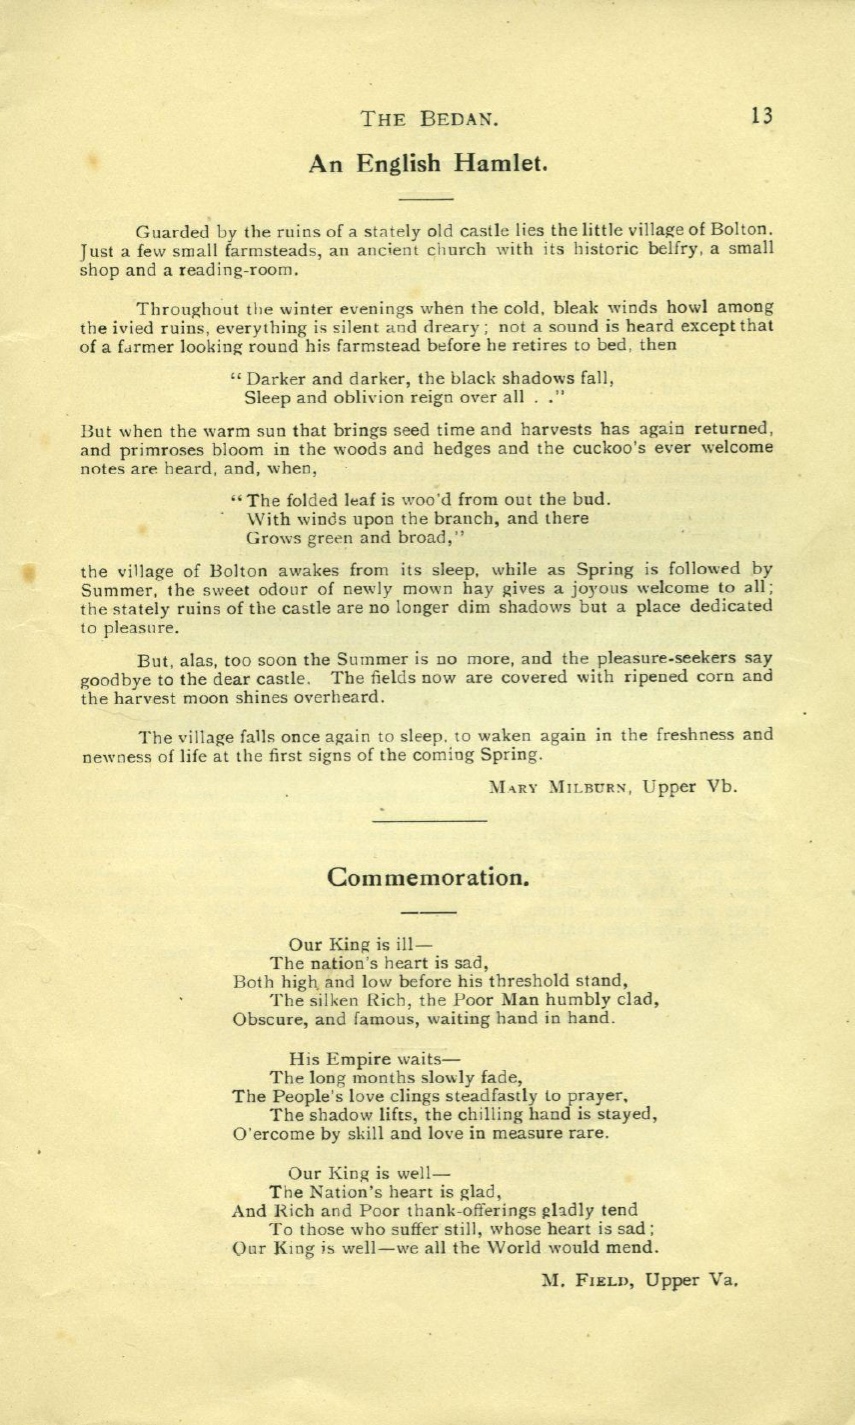 THE BEDAN. 13
An English Hamlet.
Guarded by the ruins of a stately old castle lies the little village of Bolton.
Just a few small farmsteads, an ancient church with its historic belfry, a small
shop and a reading-room.
Throughout the winter evenings when the cold, bleak winds howl among
the ivied ruins, everything is silent and dreary; not a sound is heard except that
of a farmer looking round his farmstead before he retires to bed, then
"Darker and darker, the black shadows fall,
Sleep and oblivion reign over all . ."
But when the warm sun that brings seed time and harvests has again returned,
and primroses bloom in the woods and hedges and the cuckoo's ever welcome
notes are heard, and, when,
"The folded leaf is woo'd from out the bud.
With winds upon the branch, and there
Grows green and broad,"
the village of Bolton awakes from its sleep, while as Spring is followed by
Summer, the sweet odour of newly mown hay gives a joyous welcome to all;
the stately ruins of the castle are no longer dim shadows but a place dedicated
to pleasure.
But, alas, too soon the Summer is no more, and the pleasure-seekers say
goodbye to the dear castle. The fields now are covered with ripened corn and
the harvest moon shines overheard.
The village falls once again to sleep, to waken again in the freshness and
newness of life at the first signs of the coming Spring.
MARY MILBURN, Upper Vb.
Commemoration.
Our King is ill—
The nation's heart is sad,
Both high, and low before his threshold stand,
The silken Rich, the Poor Man humbly clad,
Obscure, and famous, waiting hand in hand.
His Empire waits—
The long months slowly fade,
The People's love clings steadfastly to prayer,
The shadow lifts, the chilling hand is stayed,
O'ercome by skill and love in measure rare.
Our King is well—
The Nation's heart is glad,
And Rich and Poor thank-offerings gladly tend
To those who suffer still, whose heart is sad;
Our King is well—we all the World would mend.
M. FIELD, Upper Va.